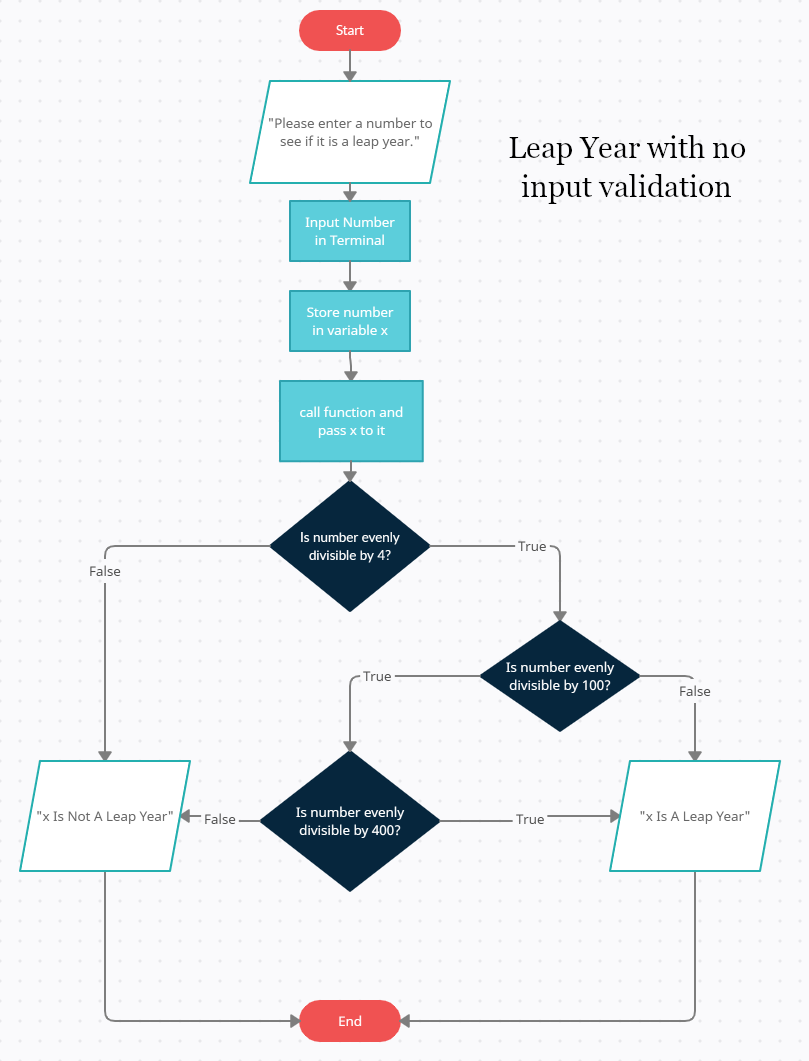 Start
"Please enter a number to
see if it is a leap year."
Leap Year with no
input validation
Input Number
in Terminal
Store number
in variable x
call function and
pass x to it
Is number evenly
divisible by 4?
True
False
Is number evenly
divisible by 100?
True
False
"x Is Not A Leap Year"
False
Is number evenly
divisible by 400?
True
"x Is A Leap Year"
End